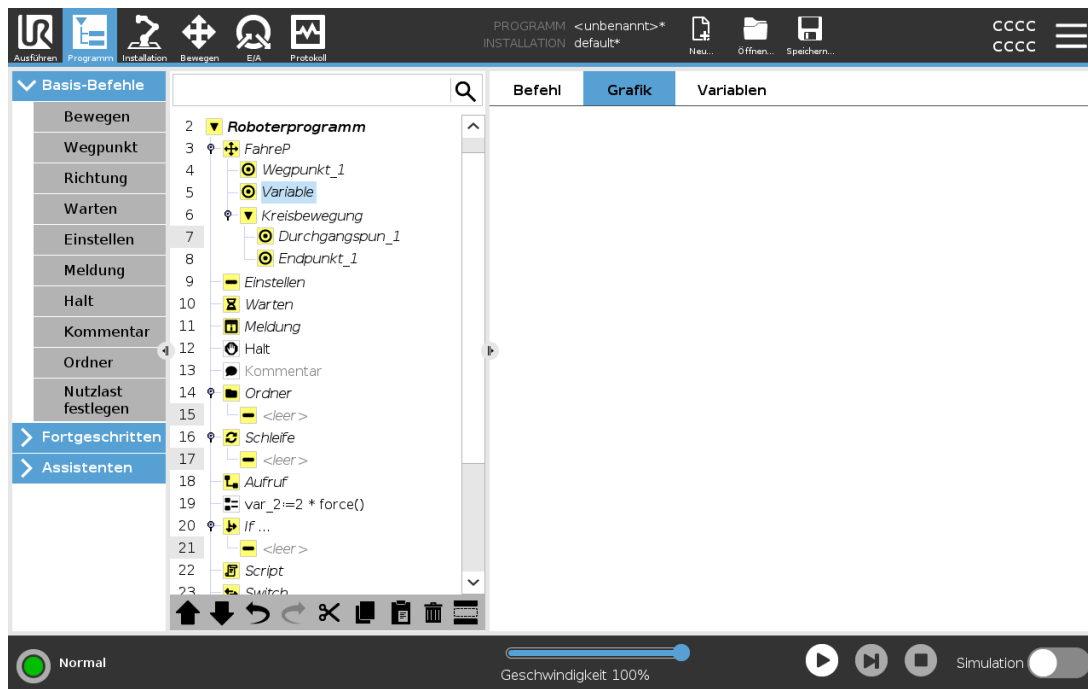 PROGRAMM <unbenannt>*
INSTALLATION default*
Ausführen Programm Installation Bewegen E/A Protokoll
Neu... Öffnen... Speichern...
CCCC
CCCC
Basis-Befehle
Bewegen
Wegpunkt
Richtung
Warten
Einstellen
Meldung
Halt
Kommentar
Ordner
Nutzlast
festlegen
Fortgeschritten
Assistenten
2 Roboterprogramm
3 FahreP
4 Wegpunkt_1
5 Variable
6 Kreisbewegung
7 Durchgangspun_1
8 Endpunkt_1
9 Einstellen
10 Warten
11 Meldung
12 Halt
13 Kommentar
14 Ordner
15 <leer>
16 Schleife
17 <leer>
18 Aufruf
19 var_2:=2 * force()
20 If ...
21 <leer>
22 Script
23 Switch
Befehl Grafik Variablen
Normal
Geschwindigkeit 100%
Simulation